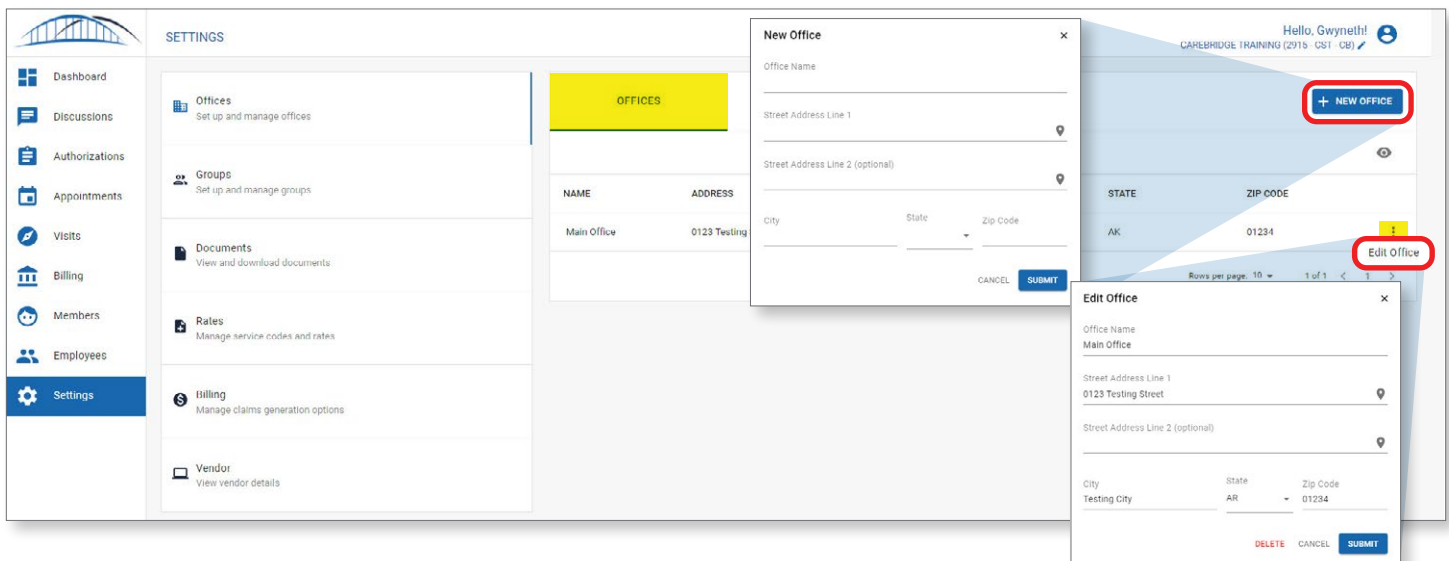 SETTINGS
Hello, Gwyneth!
CAREBRIDGE TRAINING (2915 - CST - CB)
Dashboard
Discussions
Authorizations
Appointments
Visits
Billing
Members
Employees
Settings
Offices
Set up and manage offices
Groups
Set up and manage groups
Documents
View and download documents
Rates
Manage service codes and rates
Billing
Manage claims generation options
Vendor
View vendor details
OFFICES
+ NEW OFFICE
NAME ADDRESS STATE ZIP CODE
Main Office 0123 Testing AK 01234
Edit Office
Rows per page: 10 1 of 1 < 1 >
New Office ×
Office Name
Street Address Line 1
Street Address Line 2 (optional)
City State Zip Code
CANCEL SUBMIT
Edit Office ×
Office Name
Main Office
Street Address Line 1
0123 Testing Street
Street Address Line 2 (optional)
City State Zip Code
Testing City AR 01234
DELETE CANCEL SUBMIT